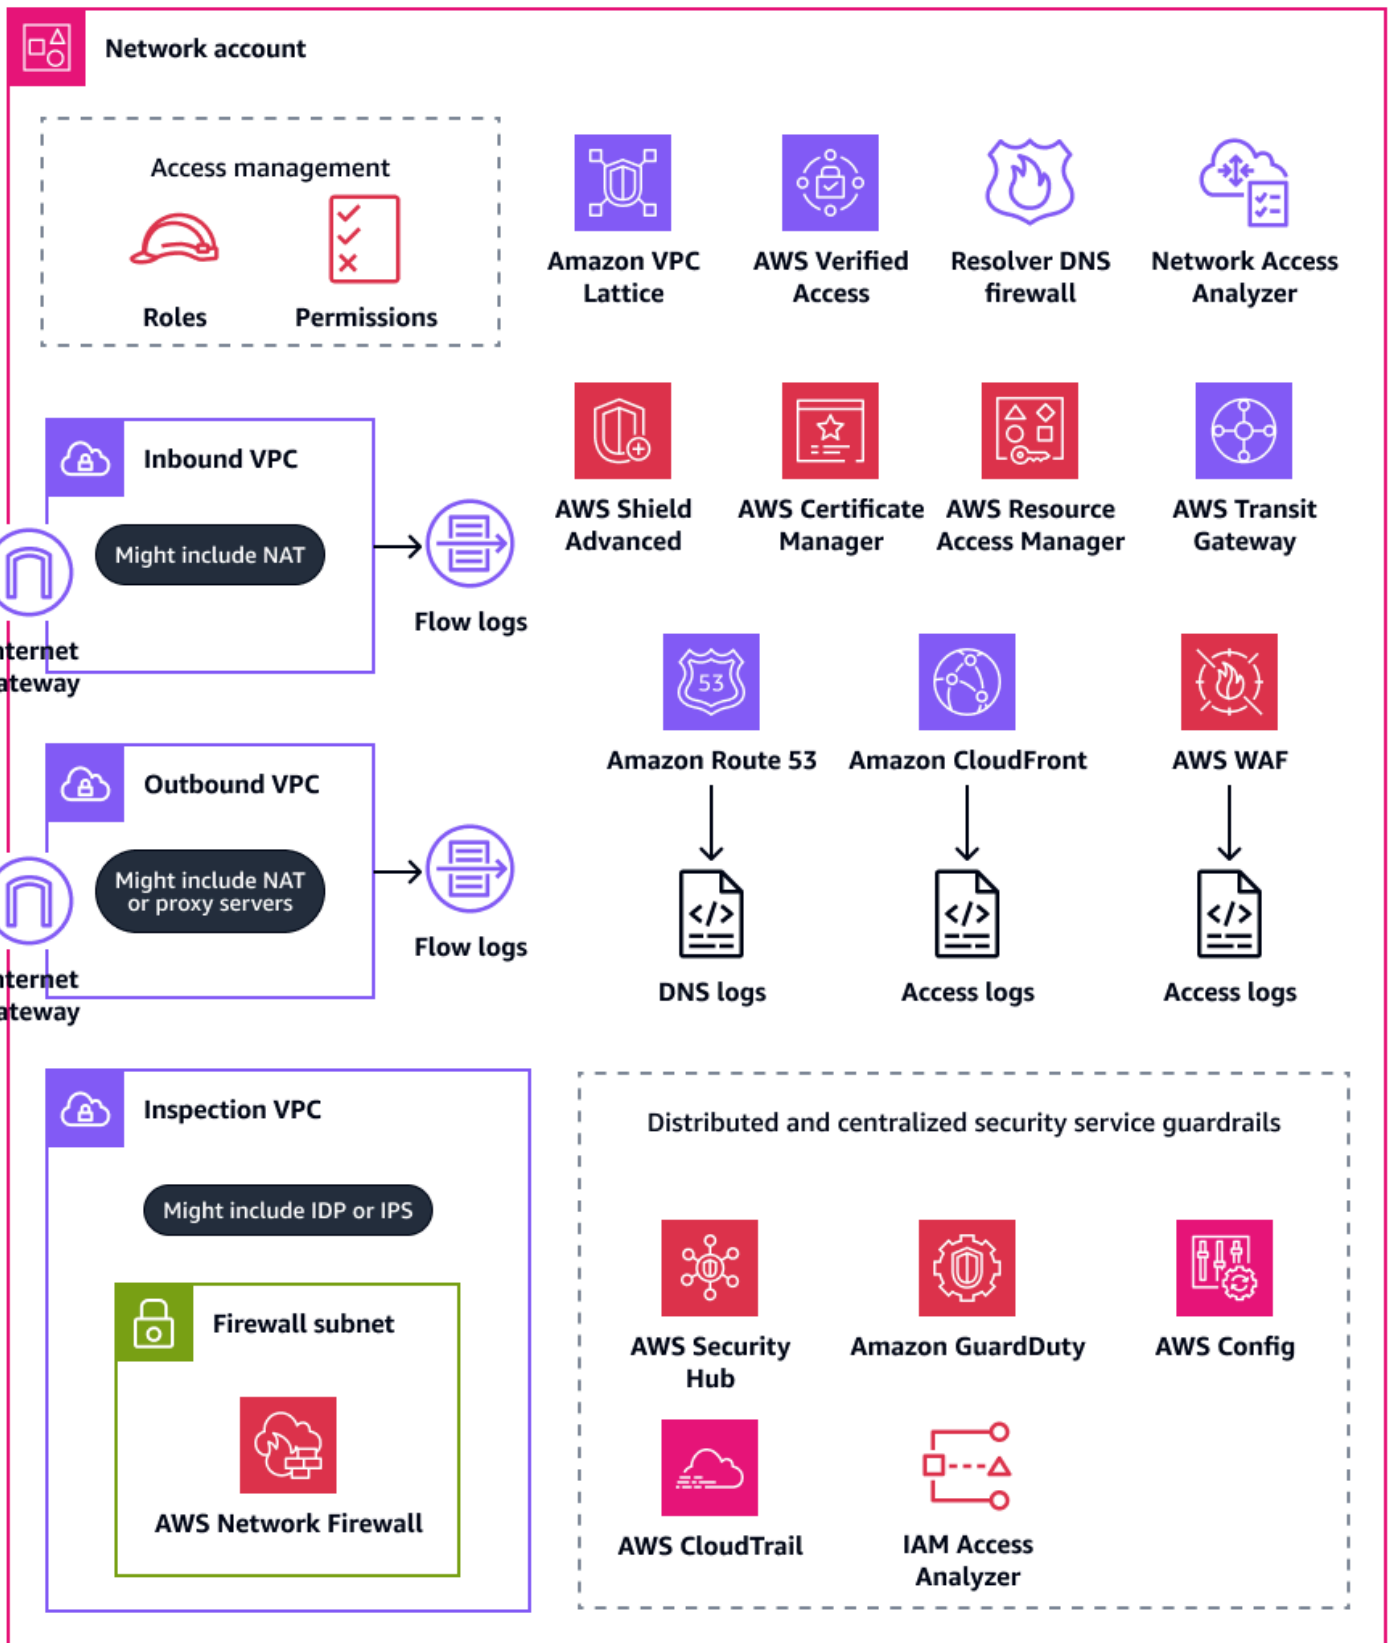 Network account
Access management
Roles
Permissions
Amazon VPC
Lattice
AWS Verified
Access
Resolver DNS
firewall
Network Access
Analyzer
AWS Shield
Advanced
AWS Certificate
Manager
AWS Resource
Access Manager
AWS Transit
Gateway
Inbound VPC
Might include NAT
Flow logs
nternet
ateway
53
Amazon Route 53
Amazon CloudFront
AWS WAF
Outbound VPC
Might include NAT
or proxy servers
Flow logs
nternet
ateway
</>
DNS logs
</>
Access logs
</>
Access logs
Inspection VPC
Might include IDP or IPS
Firewall subnet
AWS Network Firewall
Distributed and centralized security service guardrails
AWS Security
Hub
Amazon GuardDuty
AWS Config
AWS CloudTrail
IAM Access
Analyzer